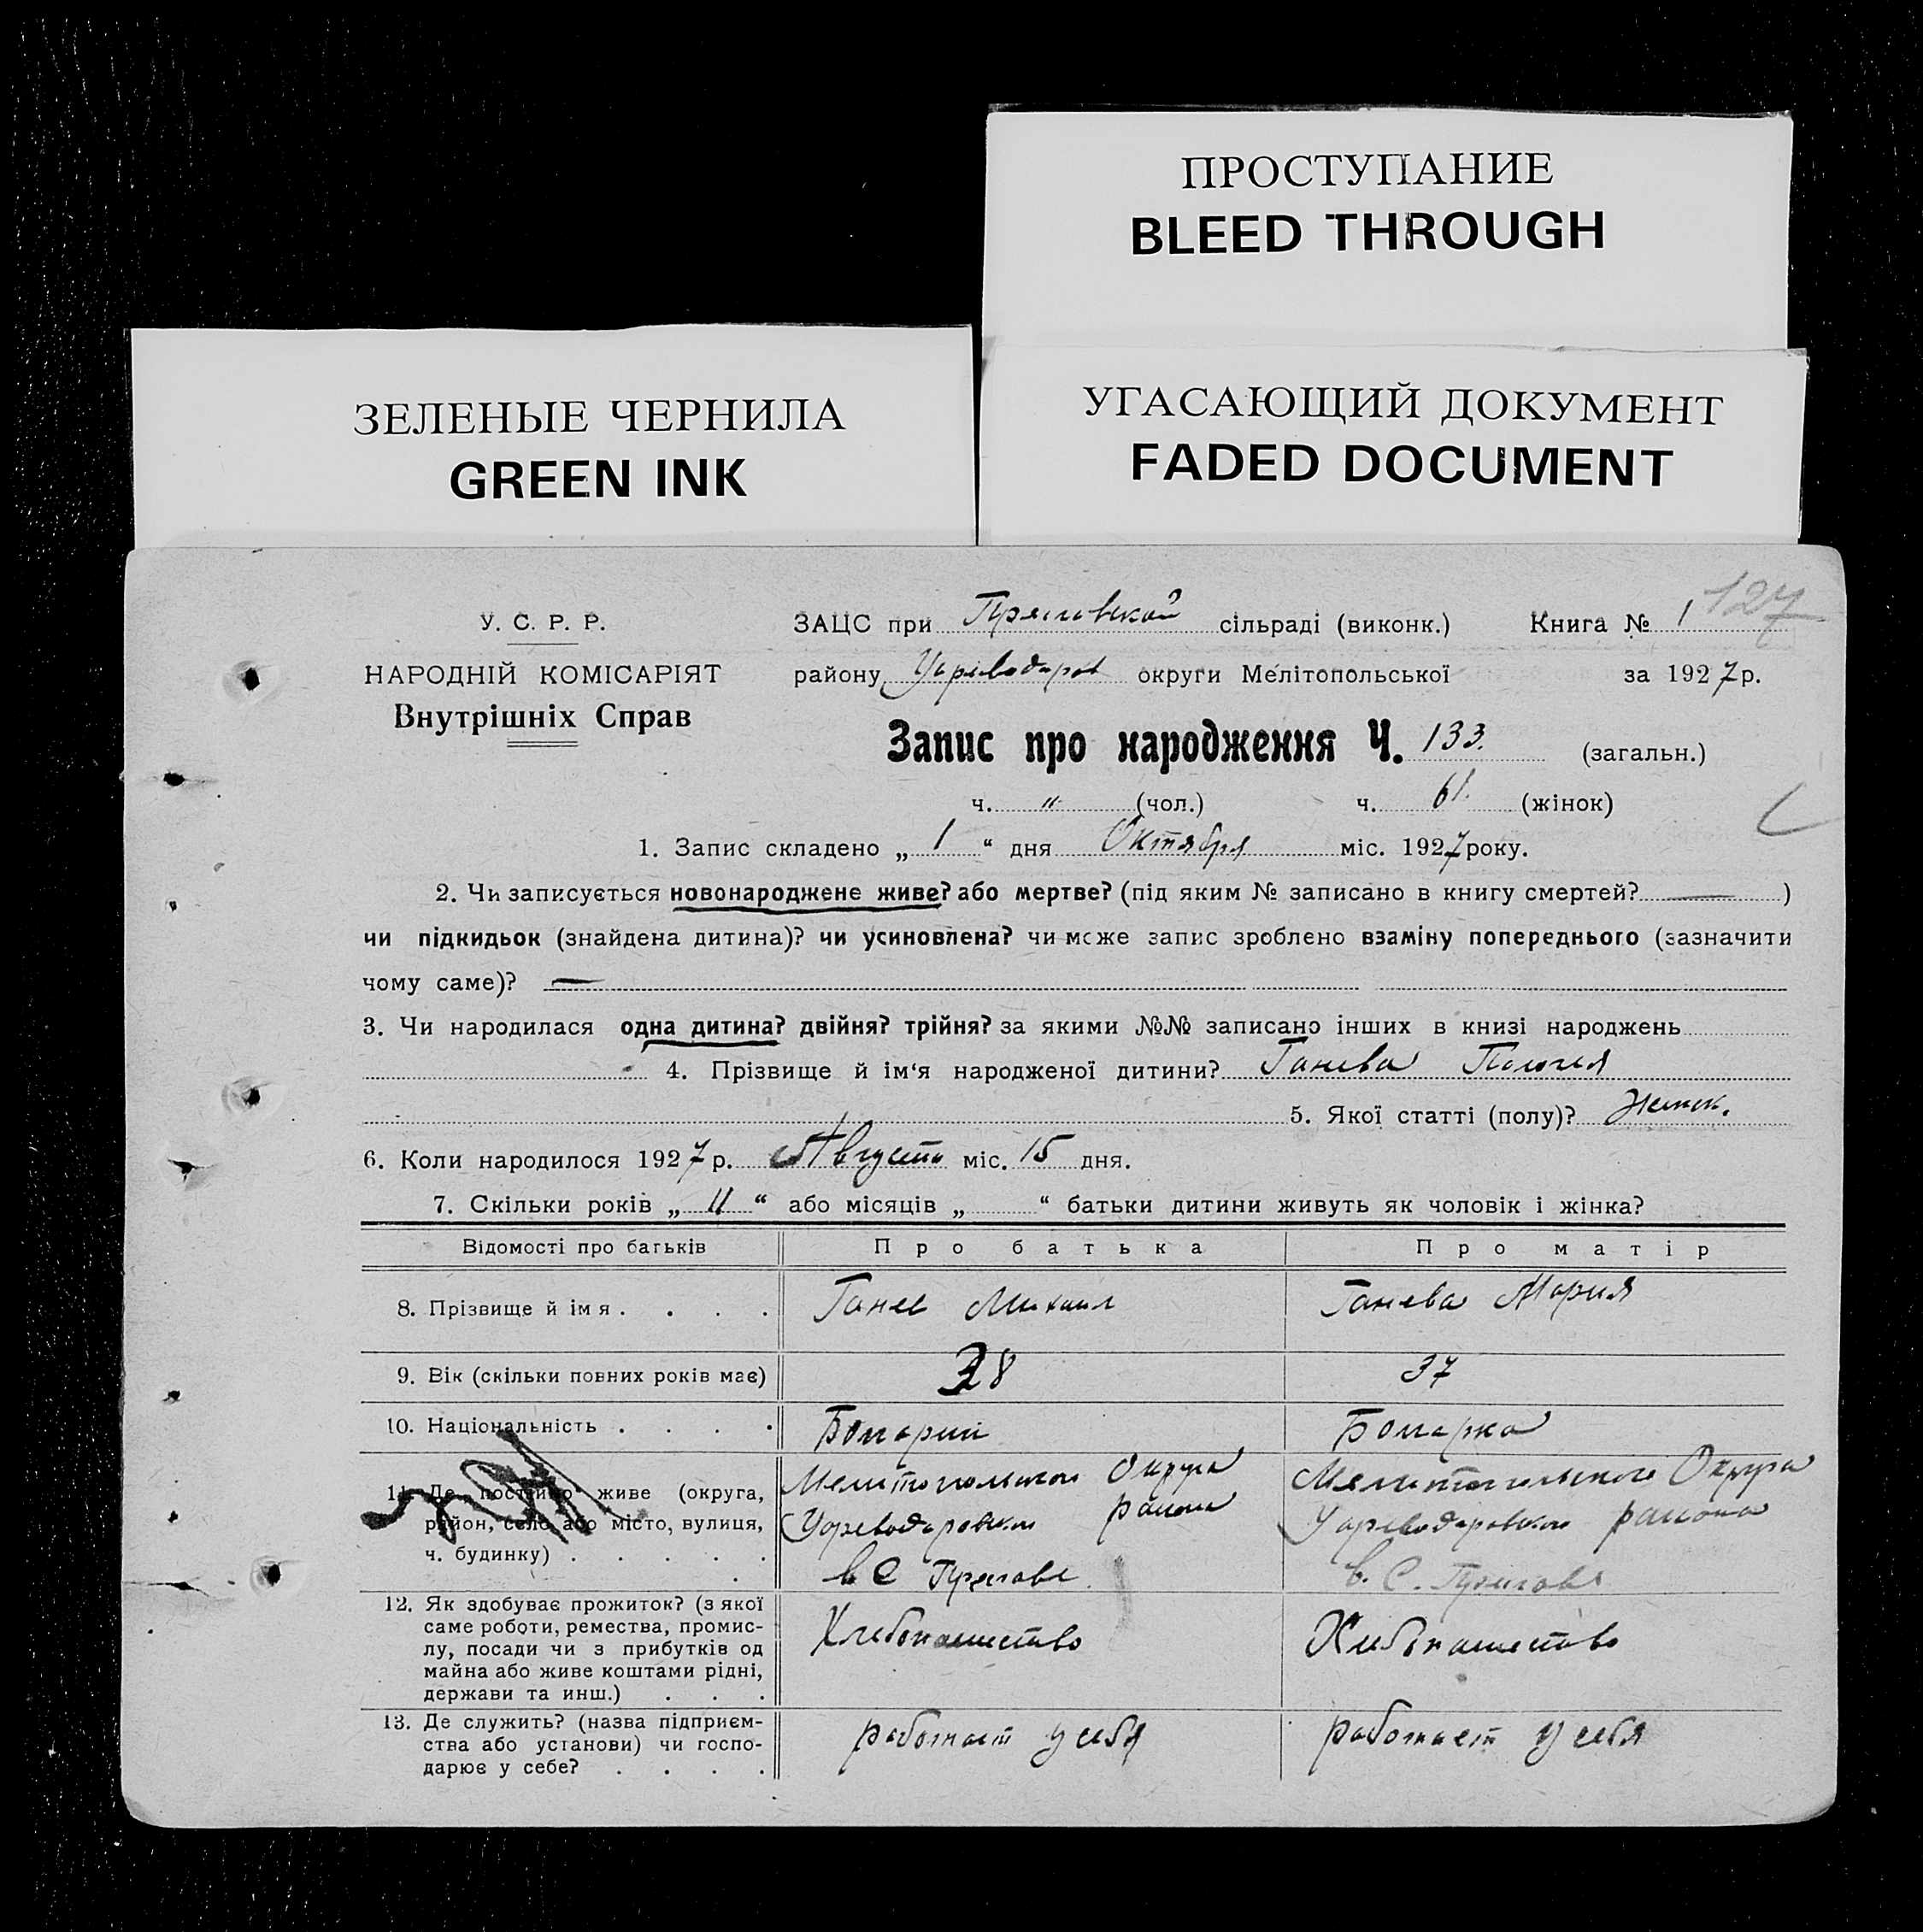 ПРОСТУПАНИЕ
BLEED THROUGH
ЗЕЛЕНЫЕ ЧЕРНИЛА
GREEN INK
УГАСАЮЩИЙ ДОКУМЕНТ
FADED DOCUMENT
127
У. С. Р. Р.
НАРОДНІЙ КОМІСАРІЯТ
Внутрішніх Справ
ЗАЦС при Пряславской сільраді (виконк.) Книга № 1
району округи Мелітопольської за 1927 р.
Запис про народження Ч. 133. (загальн.)
ч. " (чол.) ч. 61. (жінок)
1. Запис складено „ 1 “ дня Октября міс. 1927 року.
2. Чи записується новонароджене живе? або мертве? (під яким № записано в книгу смертей? — )
чи підкидьок (знайдена дитина)? чи усиновлена? чи може запис зроблено взаміну попереднього (зазначити
чому саме)? —
3. Чи народилася одна дитина? двійня? трійня? за якими №№ записано інших в книзі народжень
4. Прізвище й ім‘я народженої дитини? Ганева
5. Якої статті (полу)? Женск.
6. Коли народилося 1927 р. Августа міс. 15 дня.
7. Скільки років „ 11 “ або місяців „ “ батьки дитини живуть як чоловік і жінка?
Відомості про батьків Про батька Про матір
8. Прізвище й імя . . . . Ганев Михаил Ганева Мария
9. Вік (скільки повних років має) 38 37
10. Національність . . . . Болгарин Болгарка
11. Де постійно живе (округа, Мелитопольской Округи Мелитопольского Округа
район, село або місто, вулиця, района района
ч. будинку) . . . . . в С в. С.
12. Як здобуває прожиток? (з якої
саме роботи, ремества, промис-
лу, посади чи з прибутків од Хлебопашество Хлебопашество
майна або живе коштами рідні,
держави та инш.) . . .
13. Де служить? (назва підприєм-
ства або установи) чи госпо- работает у себя работает у себя
дарює у себе? . . . .